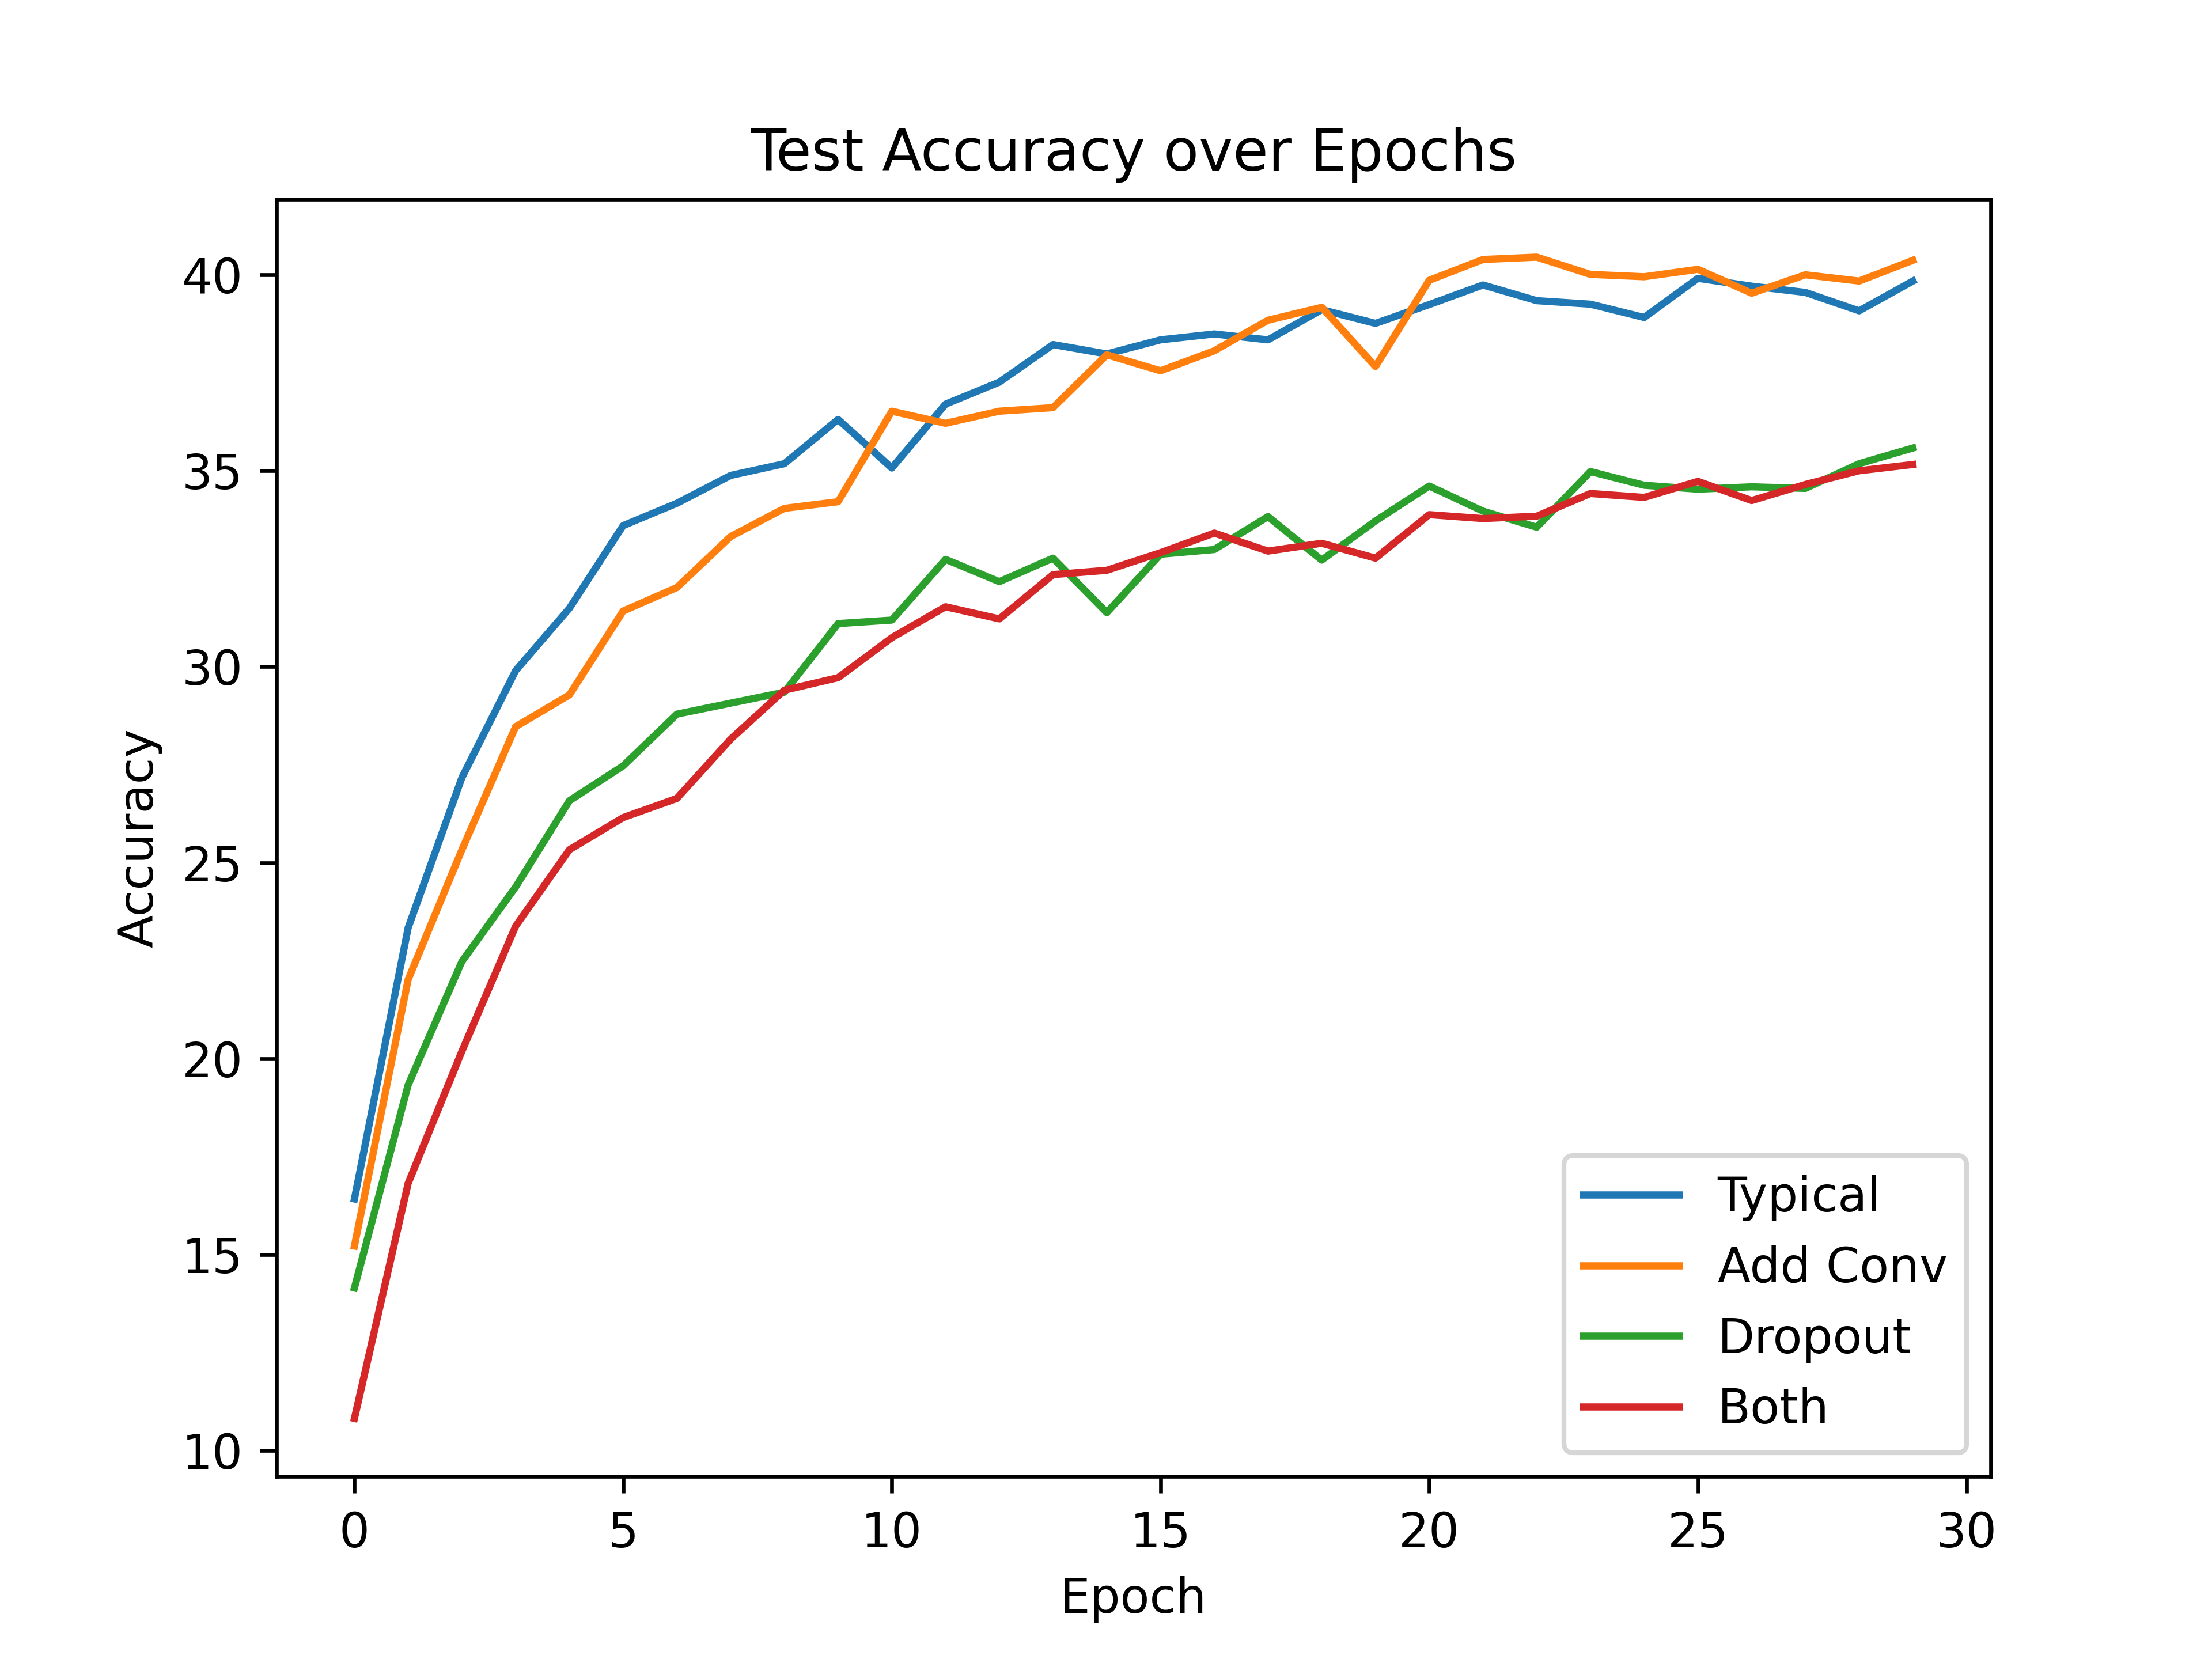 Test Accuracy over Epochs
Accuracy
40
35
30
25
20
15
10
0 5 10 15 20 25 30
Epoch
Typical
Add Conv
Dropout
Both